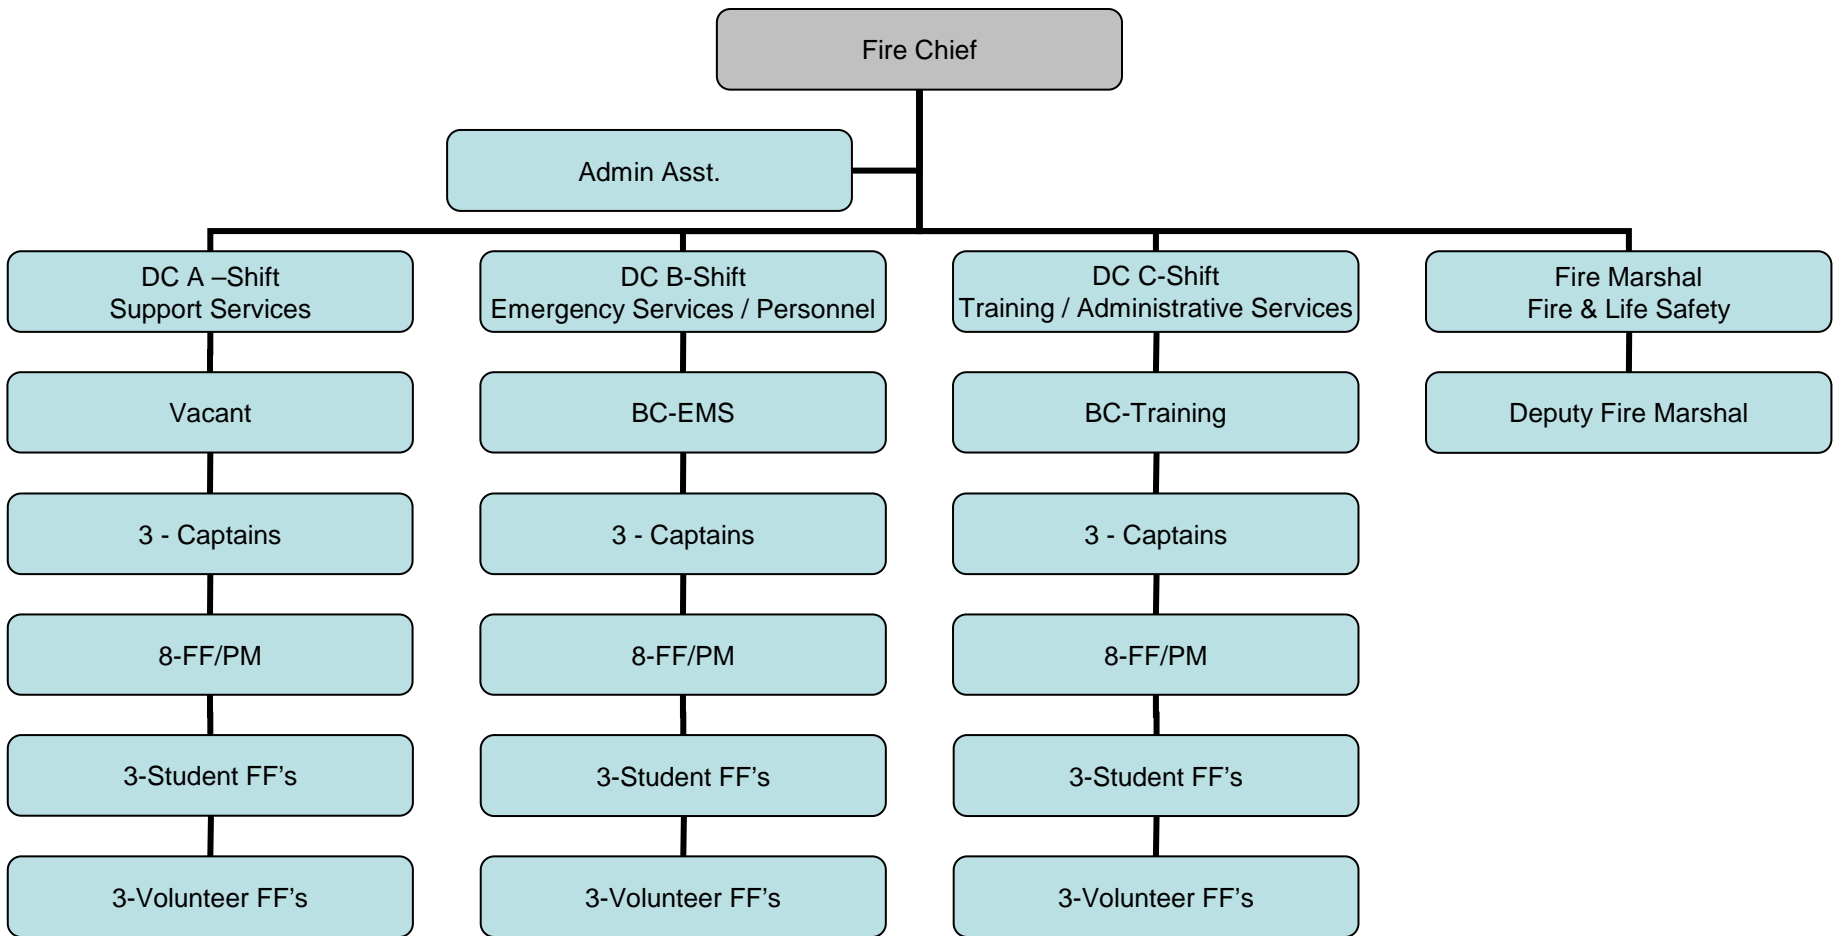 Fire Chief
Admin Asst.
DC A –Shift
Support Services
DC B-Shift
Emergency Services / Personnel
DC C-Shift
Training / Administrative Services
Fire Marshal
Fire & Life Safety
Vacant
BC-EMS
BC-Training
Deputy Fire Marshal
3 - Captains
3 - Captains
3 - Captains
8-FF/PM
8-FF/PM
8-FF/PM
3-Student FF’s
3-Student FF’s
3-Student FF’s
3-Volunteer FF’s
3-Volunteer FF’s
3-Volunteer FF’s